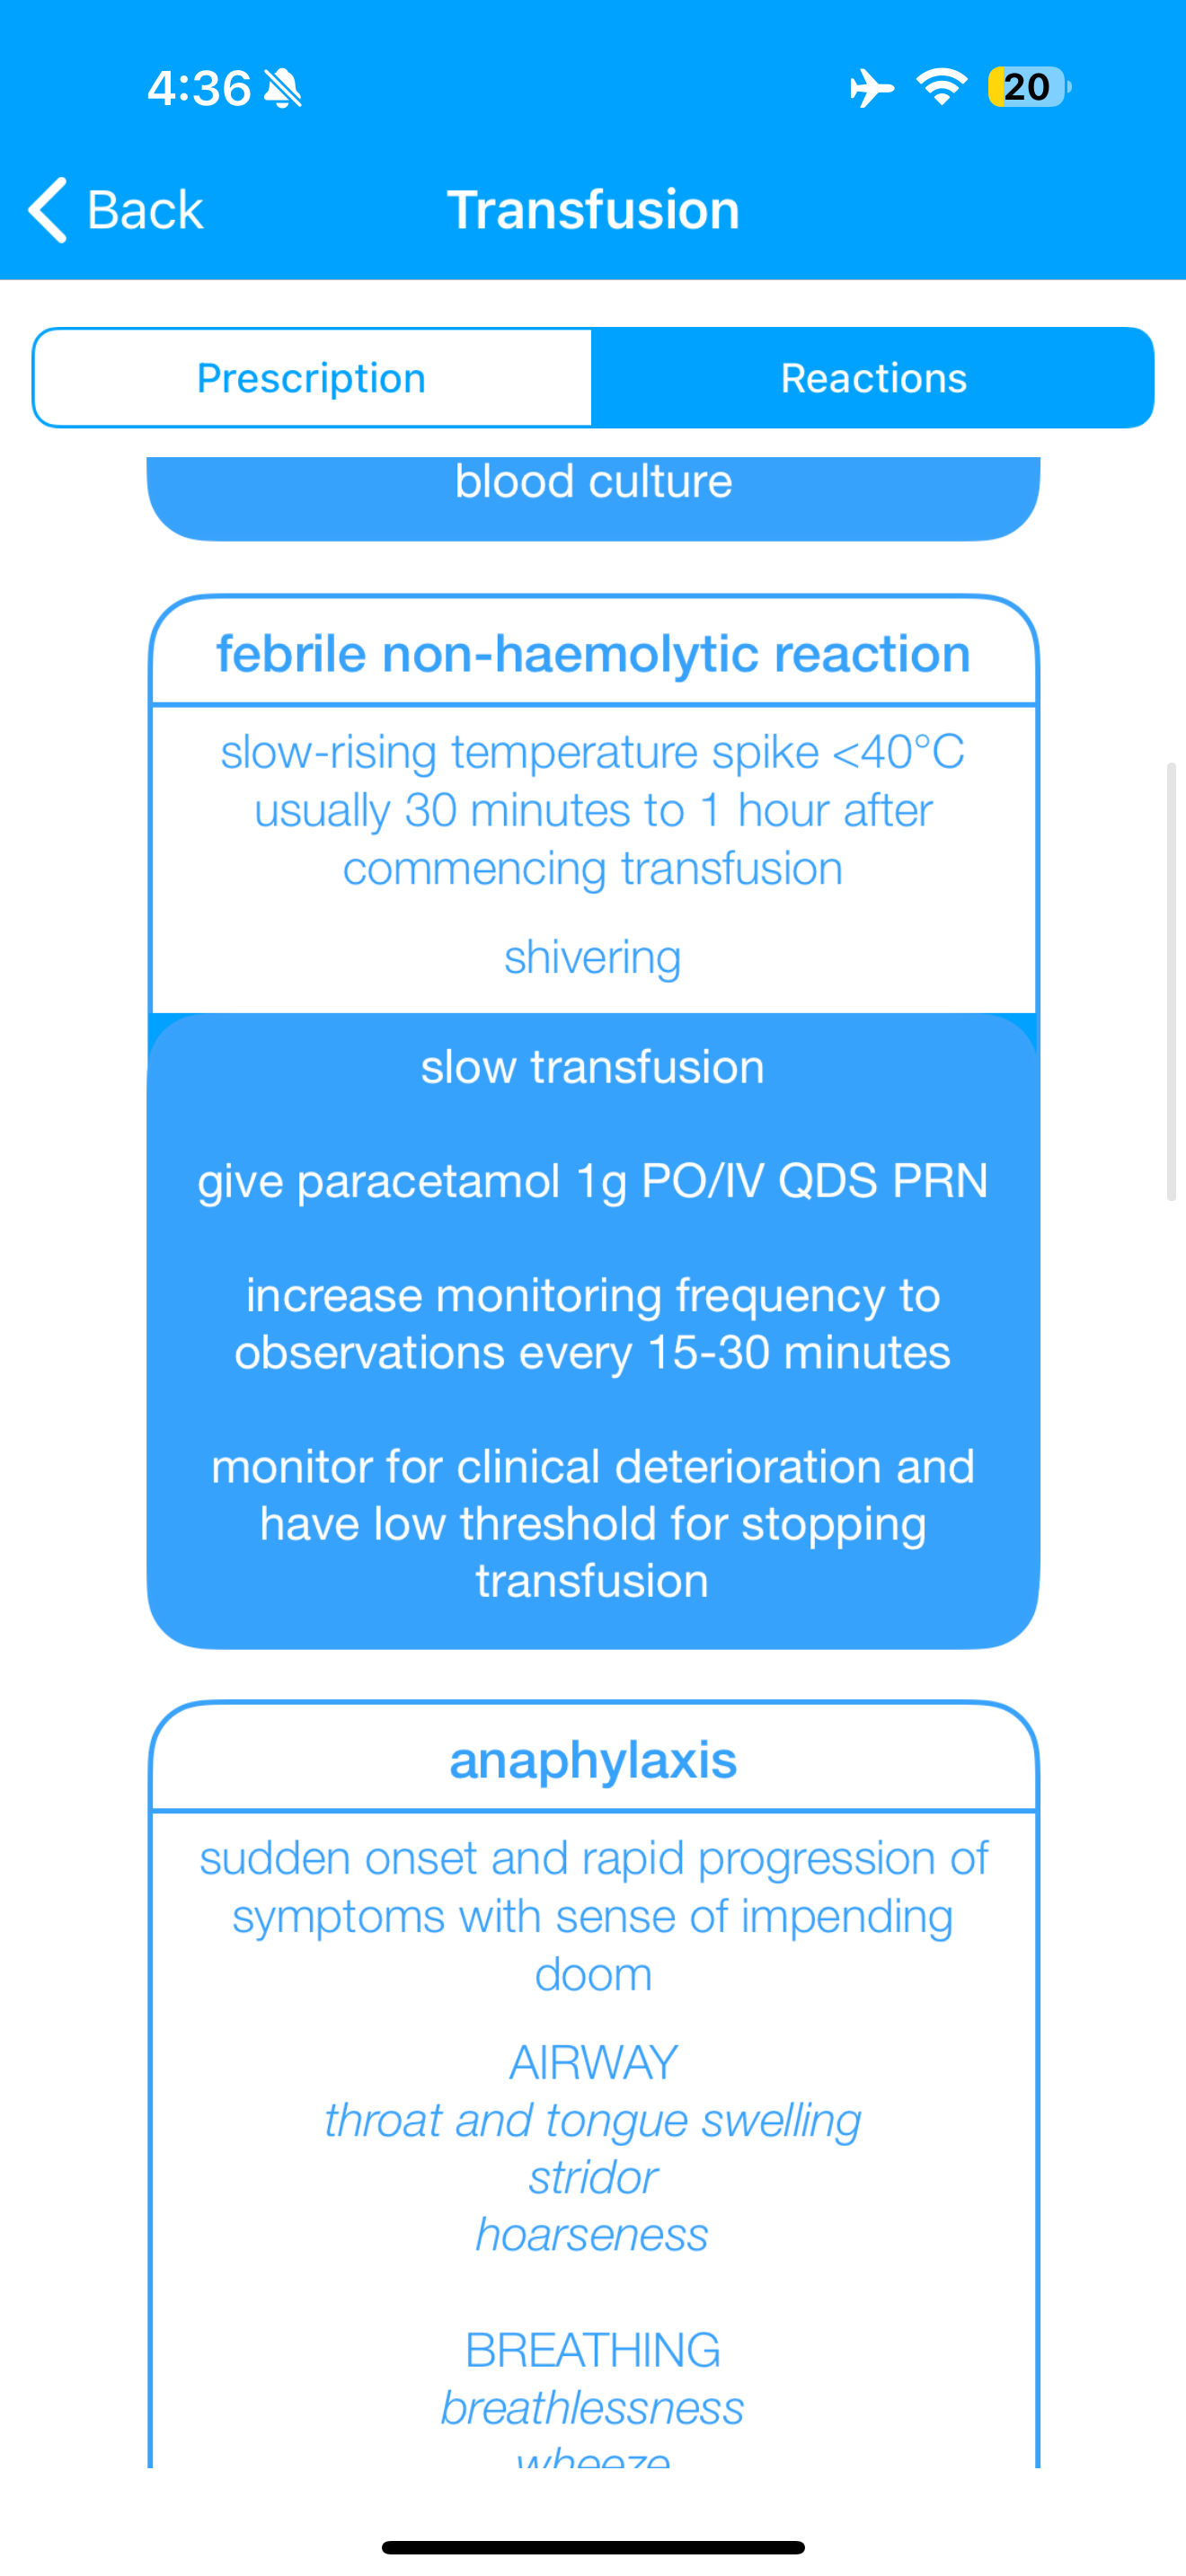 4:36
20
Back
Transfusion
Prescription
Reactions
blood culture
febrile non-haemolytic reaction
slow-rising temperature spike <40°C
usually 30 minutes to 1 hour after
commencing transfusion
shivering
slow transfusion
give paracetamol 1g PO/IV QDS PRN
increase monitoring frequency to
observations every 15-30 minutes
monitor for clinical deterioration and
have low threshold for stopping
transfusion
anaphylaxis
sudden onset and rapid progression of
symptoms with sense of impending
doom
AIRWAY
throat and tongue swelling
stridor
hoarseness
BREATHING
breathlessness
wheeze